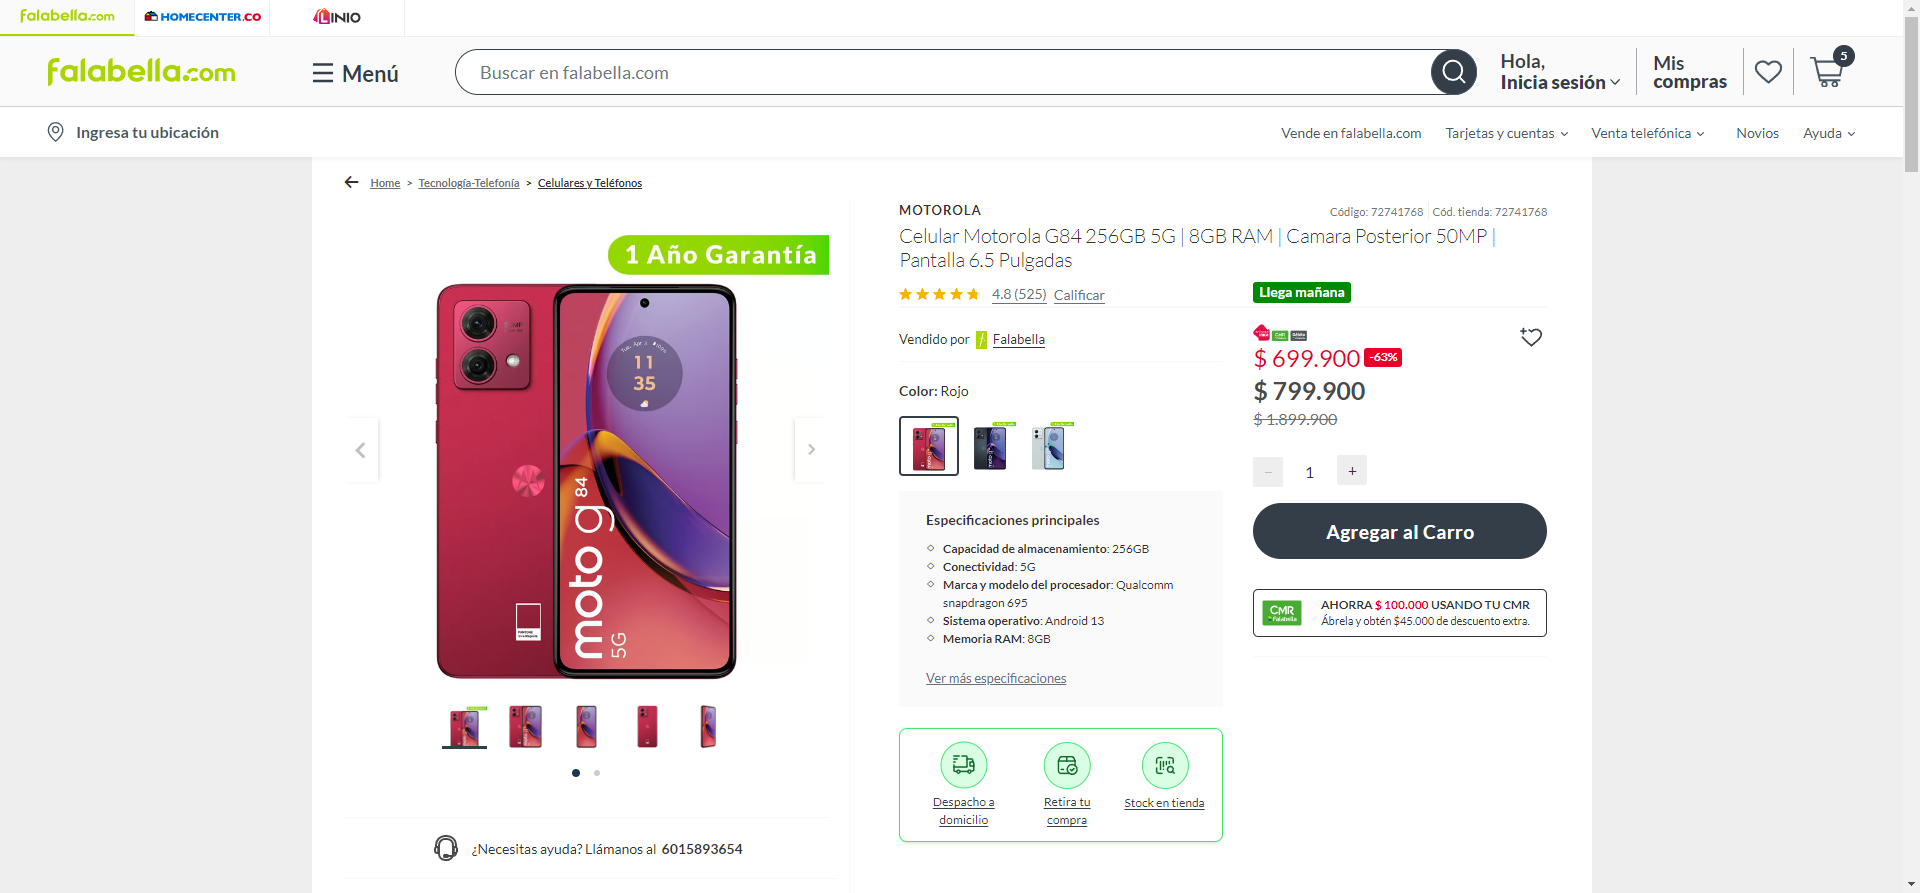 falabella.com
HOMECENTER.CO
LINIO
falabella.com
Menú
Buscar en falabella.com
Hola,
Inicia sesión
Mis
compras
5
Ingresa tu ubicación
Vende en falabella.com
Tarjetas y cuentas
Venta telefónica
Novios
Ayuda
Home > Tecnología-Telefonía > Celulares y Teléfonos
1 Año Garantía
11
35
moto g 84
5G
MOTOROLA
Código: 72741768
Cód. tienda: 72741768
Celular Motorola G84 256GB 5G | 8GB RAM | Camara Posterior 50MP |
Pantalla 6.5 Pulgadas
4.8 (525)
Calificar
Vendido por
Falabella
Color: Rojo
Especificaciones principales
Capacidad de almacenamiento: 256GB
Conectividad: 5G
Marca y modelo del procesador: Qualcomm
snapdragon 695
Sistema operativo: Android 13
Memoria RAM: 8GB
Ver más especificaciones
Despacho a
domicilio
Retira tu
compra
Stock en tienda
Llega mañana
$ 699.900
-63%
$ 799.900
$ 1.899.900
−
1
+
Agregar al Carro
CMR
Falabella
AHORRA $ 100.000 USANDO TU CMR
Ábrela y obtén $45.000 de descuento extra.
¿Necesitas ayuda? Llámanos al 6015893654